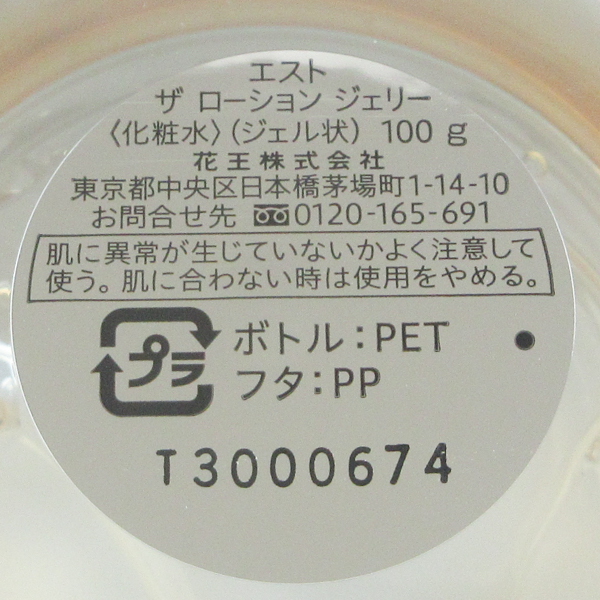 エスト
ザ ローション ジェリー
〈化粧水〉(ジェル状) 100 g
花王株式会社
東京都中央区日本橋茅場町1-14-10
お問合せ先 0120-165-691
肌に異常が生じていないかよく注意して
使う。肌に合わない時は使用をやめる。
プラ
ボトル:PET
フタ:PP
T3000674